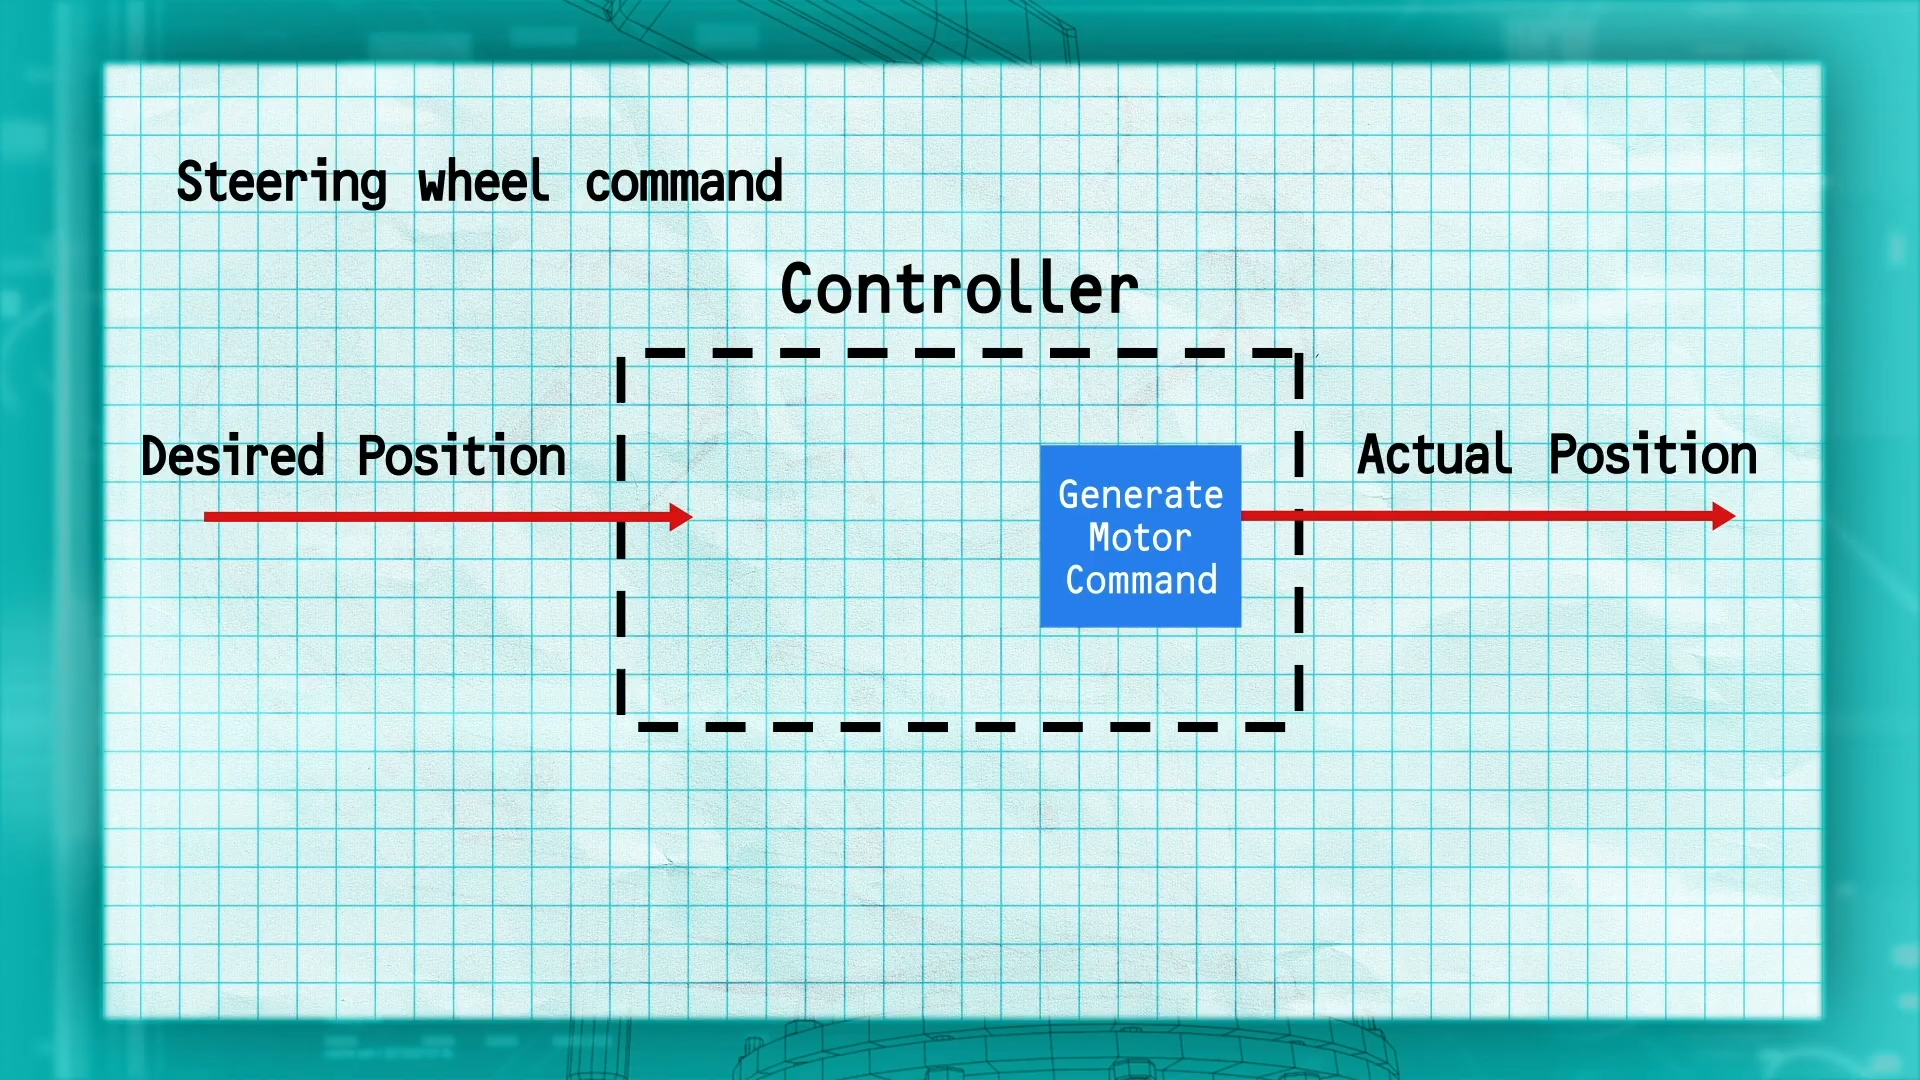 Steering wheel command
Controller
Desired Position
Actual Position
Generate
Motor
Command